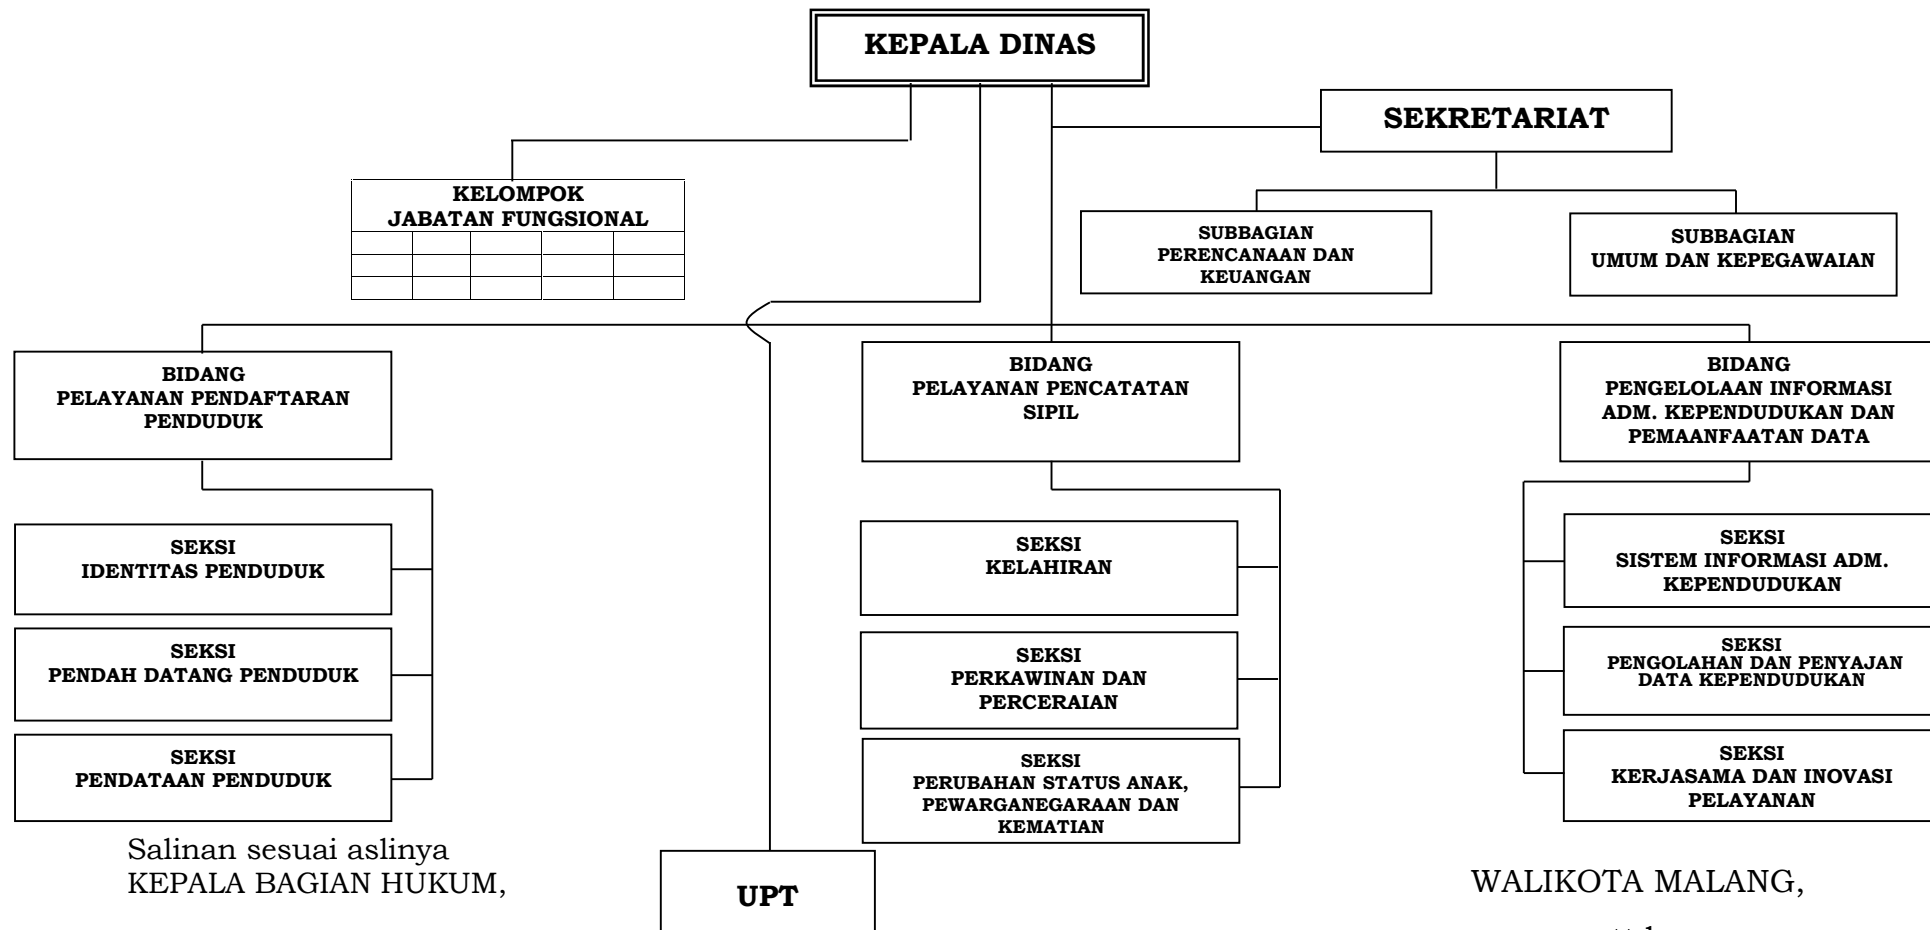 KEPALA DINAS
SEKRETARIAT
KELOMPOK
JABATAN FUNGSIONAL
SUBBAGIAN
PERENCANAAN DAN
KEUANGAN
SUBBAGIAN
UMUM DAN KEPEGAWAIAN
BIDANG
PELAYANAN PENDAFTARAN
PENDUDUK
BIDANG
PELAYANAN PENCATATAN
SIPIL
BIDANG
PENGELOLAAN INFORMASI
ADM. KEPENDUDUKAN DAN
PEMAANFAATAN DATA
SEKSI
IDENTITAS PENDUDUK
SEKSI
PENDAH DATANG PENDUDUK
SEKSI
PENDATAAN PENDUDUK
SEKSI
KELAHIRAN
SEKSI
PERKAWINAN DAN
PERCERAIAN
SEKSI
PERUBAHAN STATUS ANAK,
PEWARGANEGARAAN DAN
KEMATIAN
SEKSI
SISTEM INFORMASI ADM.
KEPENDUDUKAN
SEKSI
PENGOLAHAN DAN PENYAJAN
DATA KEPENDUDUKAN
SEKSI
KERJASAMA DAN INOVASI
PELAYANAN
Salinan sesuai aslinya
KEPALA BAGIAN HUKUM,
UPT
WALIKOTA MALANG,